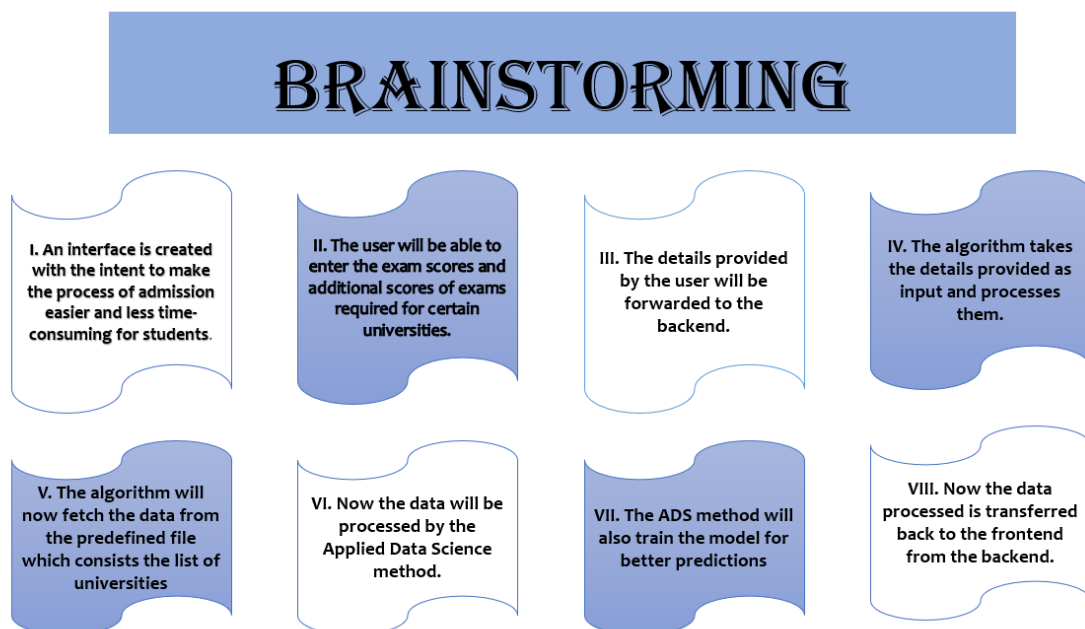 BRAINSTORMING
I. An interface is created
with the intent to make
the process of admission
easier and less time-
consuming for students.
II. The user will be able to
enter the exam scores and
additional scores of exams
required for certain
universities.
III. The details provided
by the user will be
forwarded to the
backend.
IV. The algorithm takes
the details provided as
input and processes
them.
V. The algorithm will
now fetch the data from
the predefined file
which consists the list of
universities
VI. Now the data will be
processed by the
Applied Data Science
method.
VII. The ADS method will
also train the model for
better predictions
VIII. Now the data
processed is transferred
back to the frontend
from the backend.